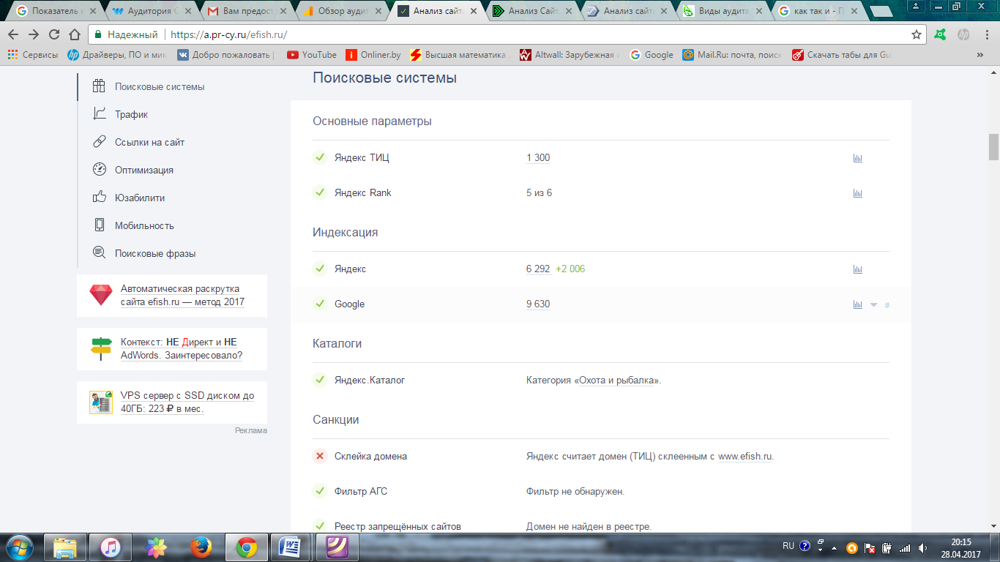 Показатель в
Аудитория G
Вам предост
Обзор аудит
Анализ сайт
Анализ Сайт
Анализ сайта
Виды аудита
как так и - П
Надежный https://a.pr-cy.ru/efish.ru/
Сервисы
Драйверы, ПО и мик
Добро пожаловать |
YouTube
Onliner.by
Высшая математика
Altwall: Зарубежная
Google
Mail.Ru: почта, поиск
Скачать табы для Gu
Поисковые системы
Трафик
Ссылки на сайт
Оптимизация
Юзабилити
Мобильность
Поисковые фразы
Автоматическая раскрутка
сайта efish.ru — метод 2017
Контекст: НЕ Директ и НЕ
AdWords. Заинтересовало?
VPS сервер с SSD диском до
40ГБ: 223 ₽ в мес.
Реклама
Поисковые системы
Основные параметры
Яндекс ТИЦ 1 300
Яндекс Rank 5 из 6
Индексация
Яндекс 6 292 +2 006
Google 9 630 #
Каталоги
Яндекс.Каталог Категория «Охота и рыбалка».
Санкции
Склейка домена Яндекс считает домен (ТИЦ) склеенным с www.efish.ru.
Фильтр АГС Фильтр не обнаружен.
Реестр запрещённых сайтов Домен не найден в реестре.
RU
20:15
28.04.2017